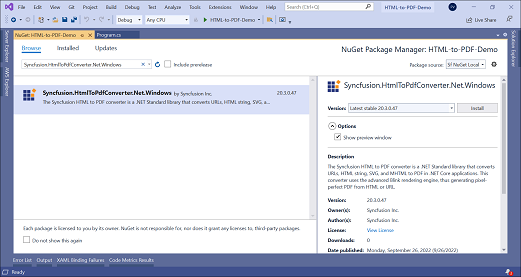 File Edit View Git Project Build Debug Test Analyze Tools Extensions Window Help Search (Ctrl+Q) HTML-to-PDF-Demo
Debug Any CPU HTML-to-PDF-Demo Live Share
NuGet: HTML-to-PDF-Demo Program.cs
Server Explorer
AWS Explorer
Solution Explorer
Browse Installed Updates
NuGet Package Manager: HTML-to-PDF-Demo
Syncfusion.HtmlToPdfConverter.Net.Windows
Include prerelease
Package source: Sf NuGet Local
Syncfusion.HtmlToPdfConverter.Net.Windows by Syncfusion Inc. 20.3.0.47
The Syncfusion HTML to PDF converter is a .NET Standard library that converts URLs, HTML string, SVG, a...
Each package is licensed to you by its owner. NuGet is not responsible for, nor does it grant any licenses to, third-party packages.
Do not show this again
Syncfusion.HtmlToPdfConverter.Net.Windows
Version: Latest stable 20.3.0.47 Install
Options
Show preview window
Description
The Syncfusion HTML to PDF converter is a .NET Standard library that converts
URLs, HTML string, SVG, and MHTML to PDF in .NET Core applications. This
converter uses the advanced Blink rendering engine, thus generating pixel-
perfect PDF from HTML or URL.
Version: 20.3.0.47
Owner(s): Syncfusion Inc.
Author(s): Syncfusion Inc.
License: View License
Downloads: 0
Date published: Monday, September 26, 2022 (9/26/2022)
Error List Output XAML Binding Failures Code Metrics Results
Ready